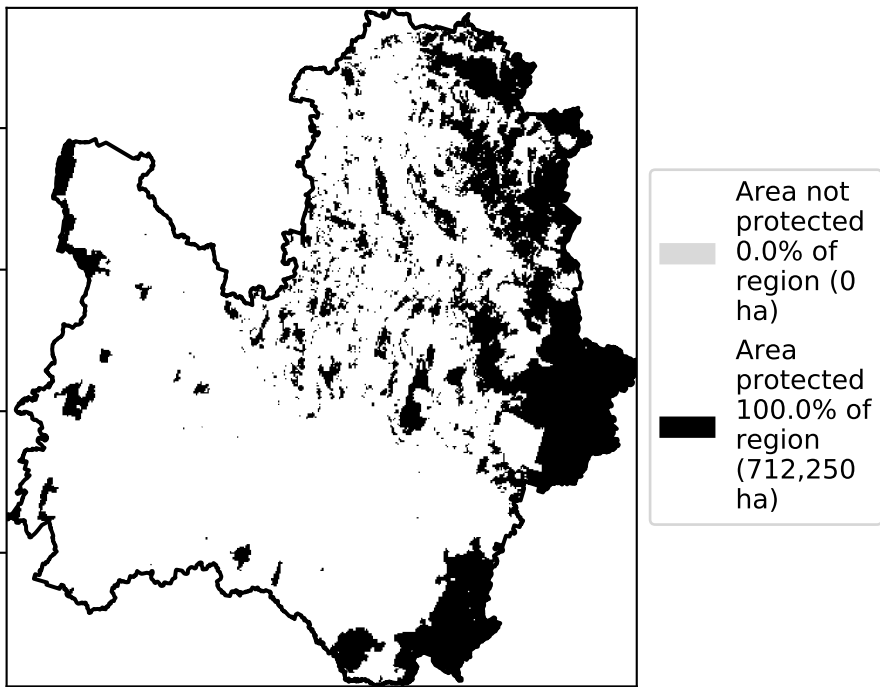 Area not
protected
0.0% of
region (0
ha)
Area
protected
100.0% of
region
(712,250
ha)